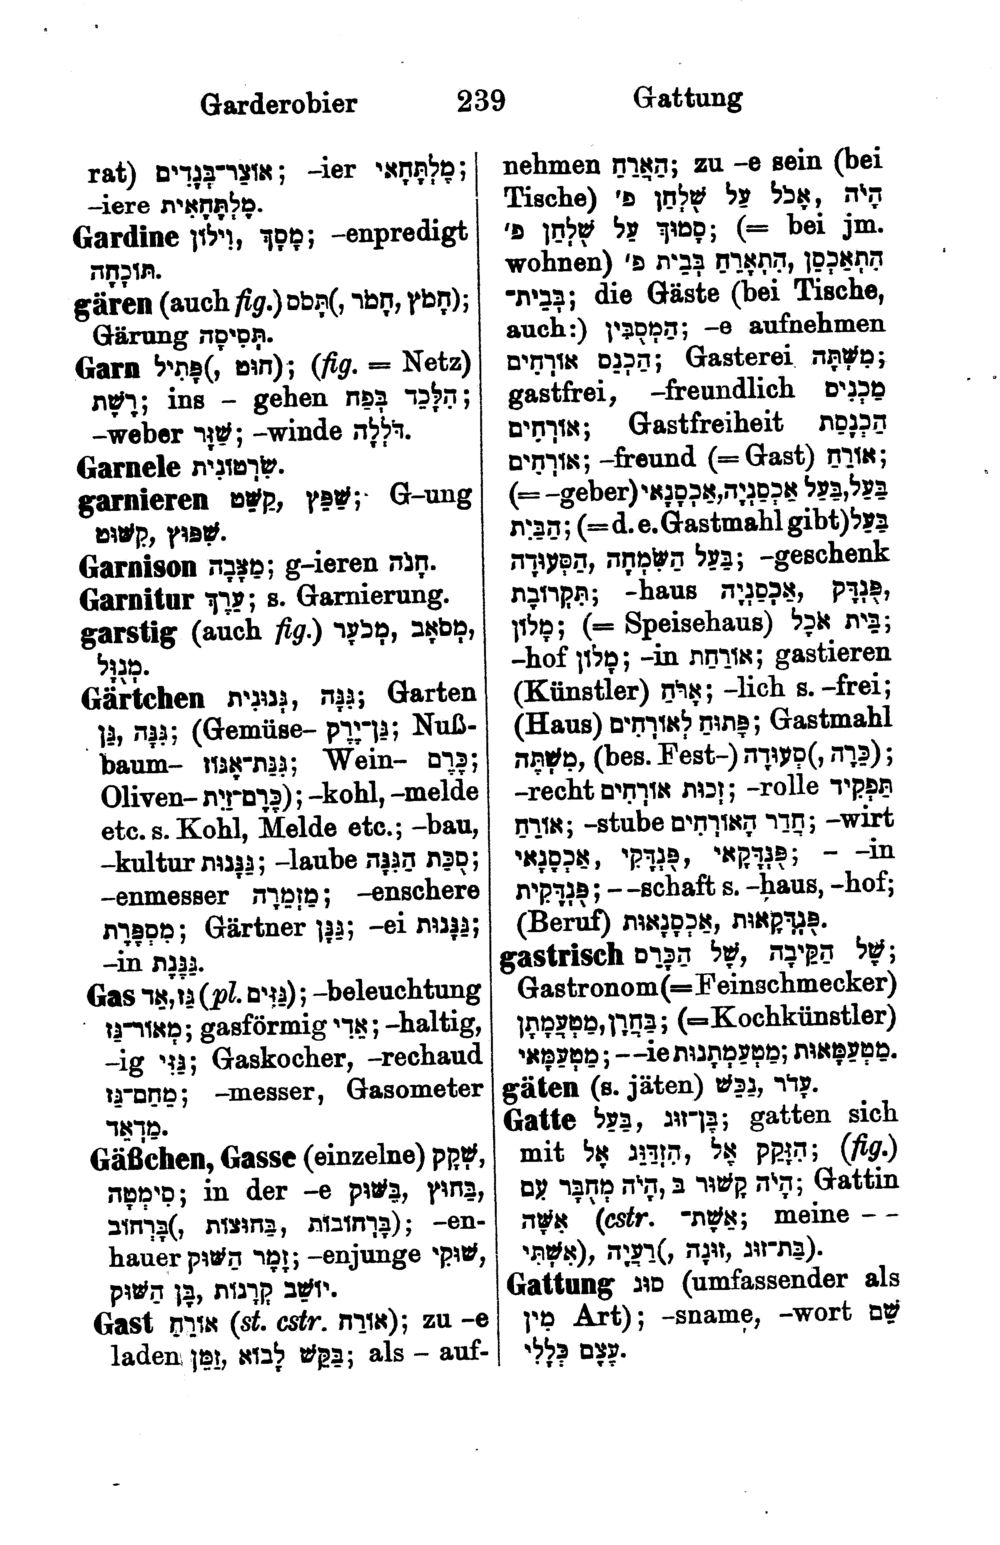 Garderobier 239 Gattung
rat) אוֹצַר־בְּגָדִים; –ier מֶלְתָּחַאי;
–iere מֶלְתָּחָאִית.
Gardine וִילוֹן, מָסָךְ; –enpredigt
תּוֹכָחָה.
gären (auch fig.) תָּסֹס(, חָמֹר, חָמֹץ);
Gärung תְּסִיסָה.
Garn פָּתִיל(, חוּט); (fig. = Netz)
רֶשֶׁת; ins – gehen הִלָּכֵד בְּפַח;
–weber שַׁזָּר; –winde דּוֹלְלָה.
Garnele שַׂרְטוֹנִית.
garnieren קַשֵּׁט, שַׁפֵּץ; G–ung
שִׁפּוּץ, קִשּׁוּט.
Garnison מַצָּבָה; g–ieren חָנֹה.
Garnitur עֵרֶךְ; s. Garnierung.
garstig (auch fig.) מְכֹעָר, מְסֹאָב,
מְנֻוָּל.
Gärtchen גִּנּוֹנִית, גִּנָּה; Garten
גַּן, גִּנָּה; (Gemüse– גַּן־יָרָק; Nuß-
baum– גִּנַּת־אֱגוֹז; Wein– כֶּרֶם;
Oliven– כֶּרֶם־זַיִת); –kohl, –melde
etc. s. Kohl, Melde etc.; –bau,
–kultur גַּנָּנוּת; –laube סֻכַּת הַגִּנָּה;
–enmesser מַזְמֵרָה; –enschere
מִסְפֶּרֶת; Gärtner גַּנָּן; –ei גַּנָּנוּת;
–in גַּנֶּנֶת.
Gas גַּז, אֵד (pl. גַּזִּים); –beleuchtung
מְאוֹר־גַּז; gasförmig אֵדִי; –haltig,
–ig גַּזִּי; Gaskocher, –rechaud
מֵחַם־גַּז; –messer, Gasometer
מַדְאֵד.
Gäßchen, Gasse (einzelne) שָׁקָק,
סִימְטָה; in der –e בַּשּׁוּק, בַּחוּץ,
בָּרְחוֹב(, בַּחוּצוֹת, בָּרְחוֹבוֹת); –en-
hauer זֶמֶר הַשּׁוּק; –enjunge שׁוּקִי,
בֶּן הַשּׁוּק, יוֹשֵׁב קְרָנוֹת.
Gast אוֹרֵחַ (st. cstr. אוֹרַח); zu –e
laden זַמֵּן, בַּקֵּשׁ לָבוֹא; als – auf-
nehmen הַאֲרֵחַ; zu –e sein (bei
Tische) הָיֹה, אָכֹל עַל שֻׁלְחַן פ׳
סָמוּךְ עַל שֻׁלְחַן פ׳; (= bei jm.
wohnen) הִתְאַכְסֵן, הִתְאָרֵחַ בְּבֵית פ׳
בְּבֵית־; die Gäste (bei Tische,
auch:) הַמְסֻבִּין; –e aufnehmen
הַכְנֵס אוֹרְחִים; Gasterei מִשְׁתֶּה;
gastfrei, –freundlich מַכְנִים
אוֹרְחִים; Gastfreiheit הַכְנָסַת
אוֹרְחִים; –freund (= Gast) אוֹרֵחַ;
(= –geber) בַּעַל, בַּעַל אַכְסַנְיָה, אַכְסְנָאי
הַבַּיִת; (= d. e. Gastmahl gibt) בַּעַל
בַּעַל הַשִּׂמְחָה, הַסְּעוּדָה; –geschenk
תִּקְרוֹבֶת; –haus אַכְסַנְיָה, פֻּנְדָּק,
מָלוֹן; (= Speisehaus) בֵּית אֹכֶל;
–hof מָלוֹן; –in אוֹרַחַת; gastieren
(Künstler) אָרֹחַ; –lich s. –frei;
(Haus) פָּתוּחַ לְאוֹרְחִים; Gastmahl
מִשְׁתֶּה, (bes. Fest–) סְעוּדָה(, כֵּרָה);
–recht זְכוּת אוֹרְחִים; –rolle תַּפְקִיד
אוֹרֵחַ; –stube חֲדַר הָאוֹרְחִים; –wirt
אַכְסְנָאי, פֻּנְדָּקִי, פֻּנְדְּקָאי; – –in
פֻּנְדָּקִית; – –schaft s. –haus, –hof;
(Beruf) אַכְסְנָאוּת, פֻּנְדְּקָאוּת.
gastrisch שֶׁל הַכָּרֵס, שֶׁל הַקֵּיבָה;
Gastronom (= Feinschmecker)
בַּחֲרָן, מַטְעַמְתָן; (= Kochkünstler)
מַטְעַמַּאי; – –ie מַטְעַמְתָנוּת; מַטְעַמָּאוּת.
gäten (s. jäten) נַכֵּשׁ, עָדֹר.
Gatte בַּעַל, בֶּן־זוּג; gatten sich
mit הִזָּקֵק אֶל, הִזְדַּוֵּג אֶל; (fig.)
הָיֹה קָשׁוּר בְּ, הָיֹה מְחֻבָּר עִם; Gattin
אִשָּׁה (cstr. אֵשֶׁת־; meine – –
אִשְׁתִּי), רַעְיָה(, זוּגָה, בַּת־זוּג).
Gattung סוּג (umfassender als
מִין Art); –sname, –wort שֵׁם
עֶצֶם כְּלָלִי.